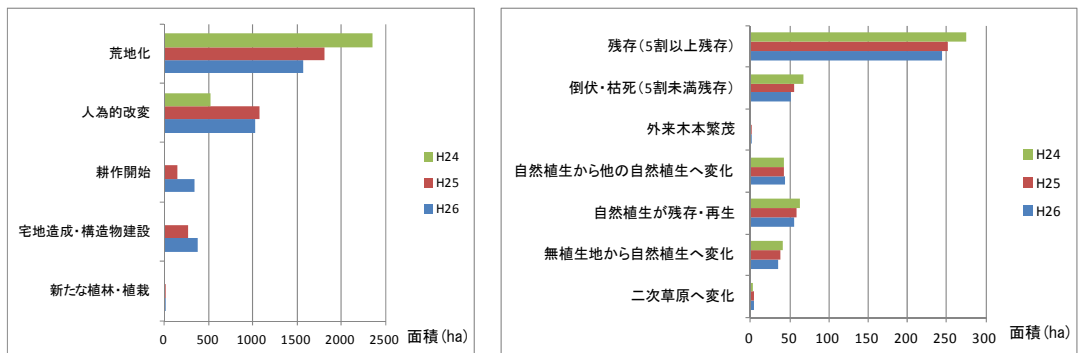 荒地化
人為的改変
耕作開始
宅地造成・構造物建設
新たな植林・植栽
0 500 1000 1500 2000 2500
面積(ha)
H24
H25
H26
残存(5割以上残存)
倒伏・枯死(5割未満残存)
外来木本繁茂
自然植生から他の自然植生へ変化
自然植生が残存・再生
無植生地から自然植生へ変化
二次草原へ変化
0 50 100 150 200 250 300
面積(ha)
H24
H25
H26